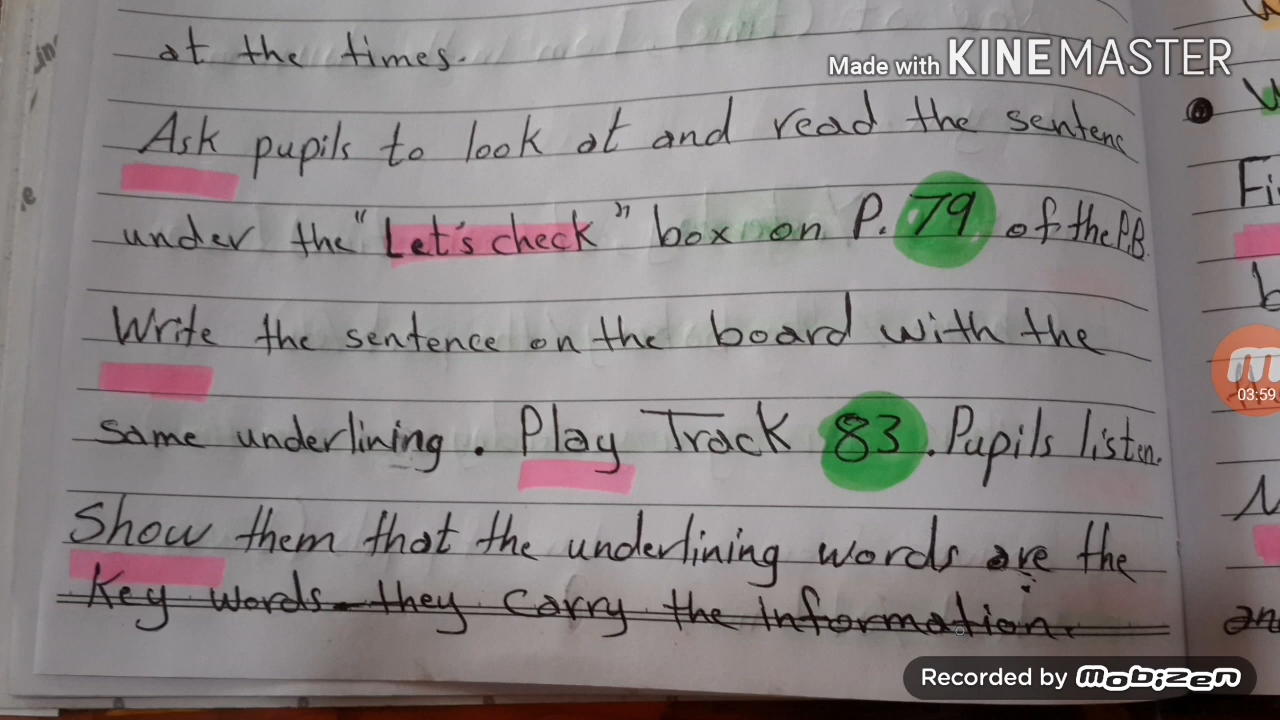 at the times.
Made with KINEMASTER
Ask pupils to look at and read the sentenc
under the "Let's check" box on P. 79 of the P.B.
Write the sentence on the board with the
03:59
same underlining. Play Track 83. Pupils listen.
Show them that the underlining words are the
Key words they carry the information.
Recorded by mobizen